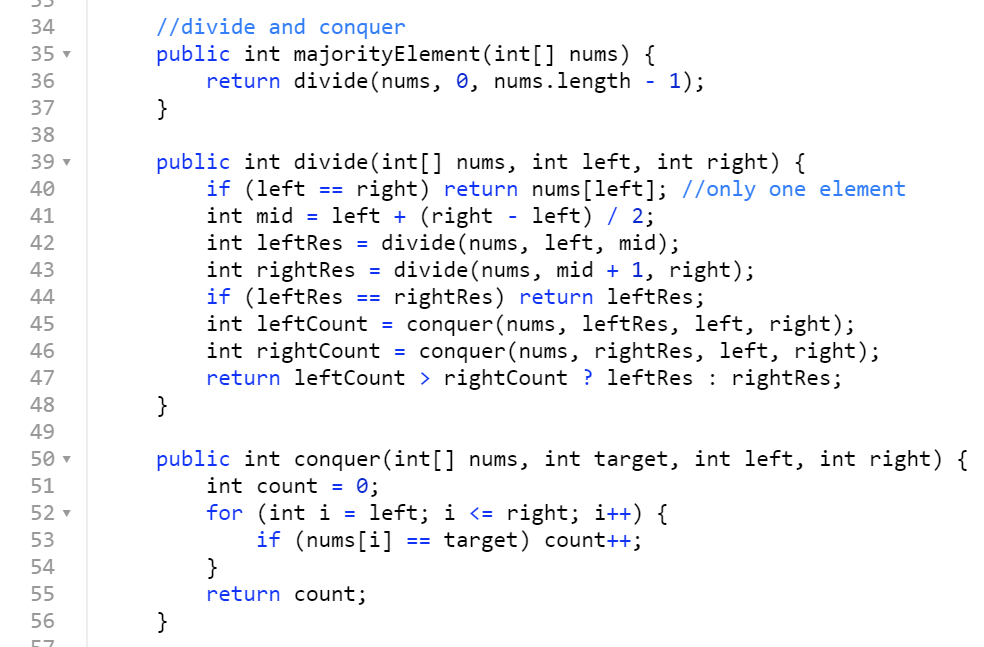 34 //divide and conquer
35 public int majorityElement(int[] nums) {
36 return divide(nums, 0, nums.length - 1);
37 }
38
39 public int divide(int[] nums, int left, int right) {
40 if (left == right) return nums[left]; //only one element
41 int mid = left + (right - left) / 2;
42 int leftRes = divide(nums, left, mid);
43 int rightRes = divide(nums, mid + 1, right);
44 if (leftRes == rightRes) return leftRes;
45 int leftCount = conquer(nums, leftRes, left, right);
46 int rightCount = conquer(nums, rightRes, left, right);
47 return leftCount > rightCount ? leftRes : rightRes;
48 }
49
50 public int conquer(int[] nums, int target, int left, int right) {
51 int count = 0;
52 for (int i = left; i <= right; i++) {
53 if (nums[i] == target) count++;
54 }
55 return count;
56 }